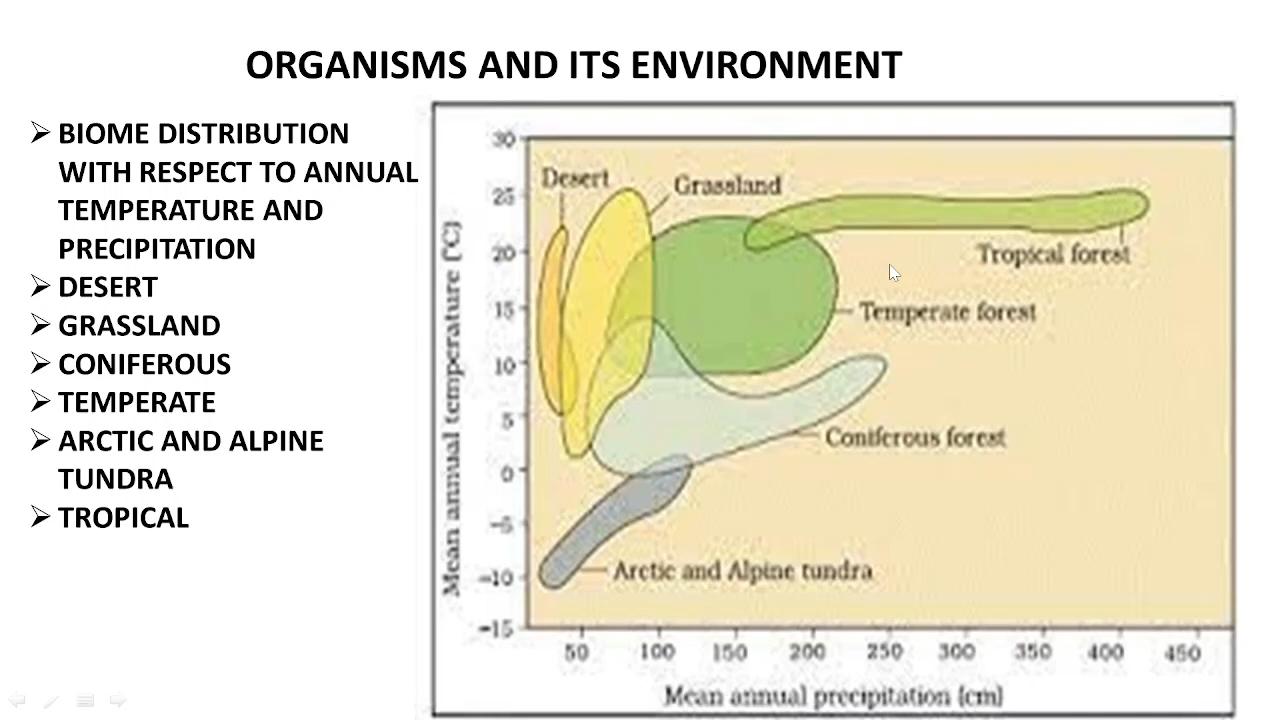 ORGANISMS AND ITS ENVIRONMENT
➢ BIOME DISTRIBUTION
WITH RESPECT TO ANNUAL
TEMPERATURE AND
PRECIPITATION
➢ DESERT
➢ GRASSLAND
➢ CONIFEROUS
➢ TEMPERATE
➢ ARCTIC AND ALPINE
TUNDRA
➢ TROPICAL
Mean annual temperature (°C)
30
25
20
15
10
5
0
-5
-10
-15
Desert
Grassland
Tropical forest
Temperate forest
Coniferous forest
Arctic and Alpine tundra
50 100 150 200 250 300 350 400 450
Mean annual precipitation (cm)